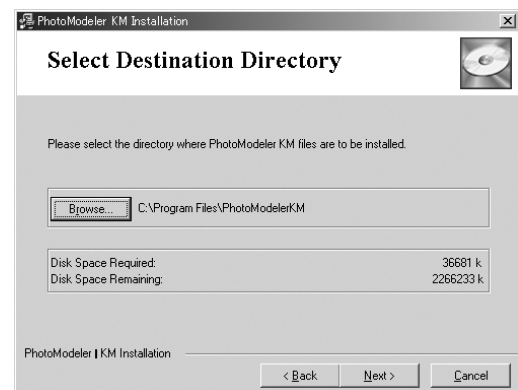 PhotoModeler KM Installation
Select Destination Directory
Please select the directory where PhotoModeler KM files are to be installed.
Browse... C:\Program Files\PhotoModelerKM
Disk Space Required: 36681 k
Disk Space Remaining: 2266233 k
PhotoModeler | KM Installation
< Back Next > Cancel